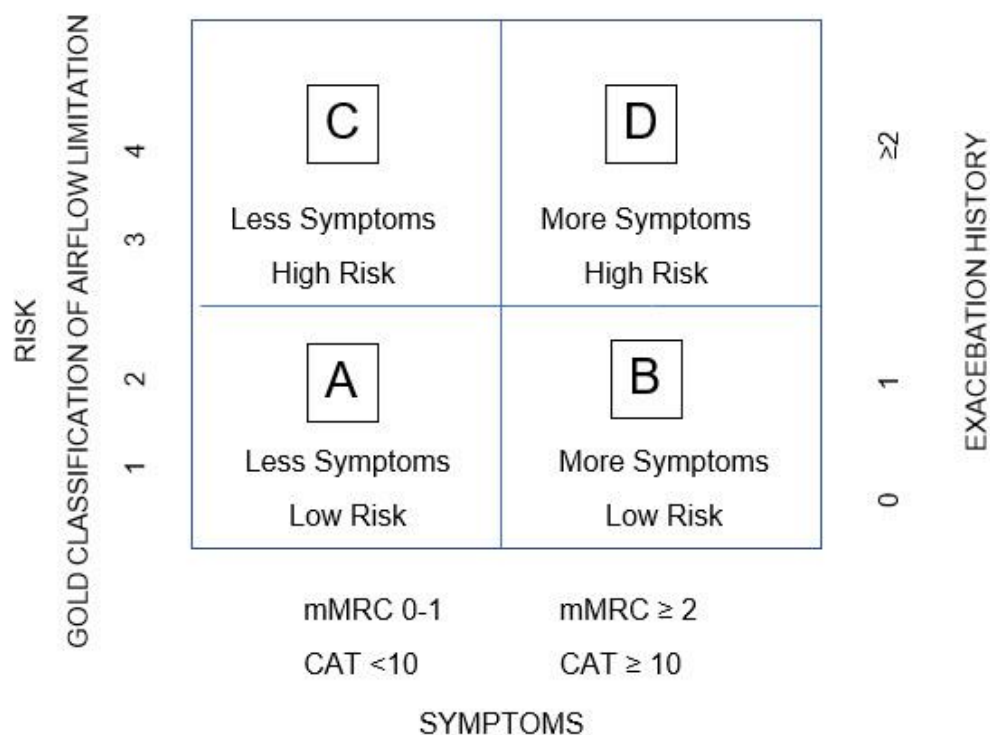 RISK
GOLD CLASSIFICATION OF AIRFLOW LIMITATION
4
3
2
1
C
Less Symptoms
High Risk
D
More Symptoms
High Risk
A
Less Symptoms
Low Risk
B
More Symptoms
Low Risk
≥2
1
0
EXACEBATION HISTORY
mMRC 0-1
mMRC ≥ 2
CAT <10
CAT ≥ 10
SYMPTOMS